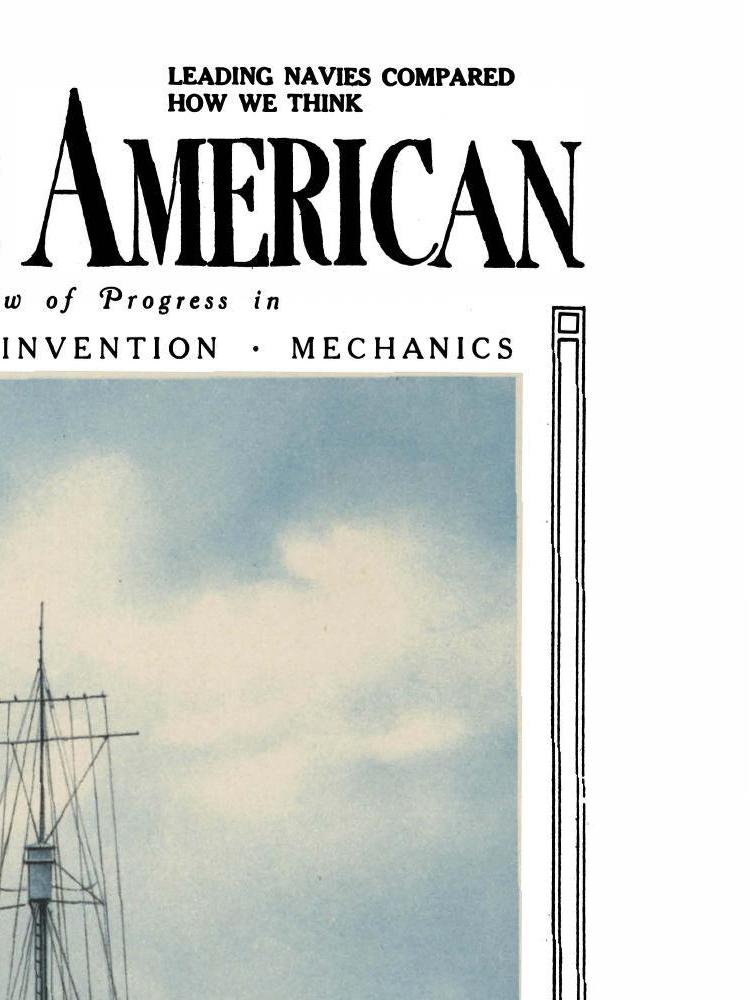 LEADING NAVIES COMPARED
HOW WE THINK
AMERICAN
of Progress in
INVENTION · MECHANICS